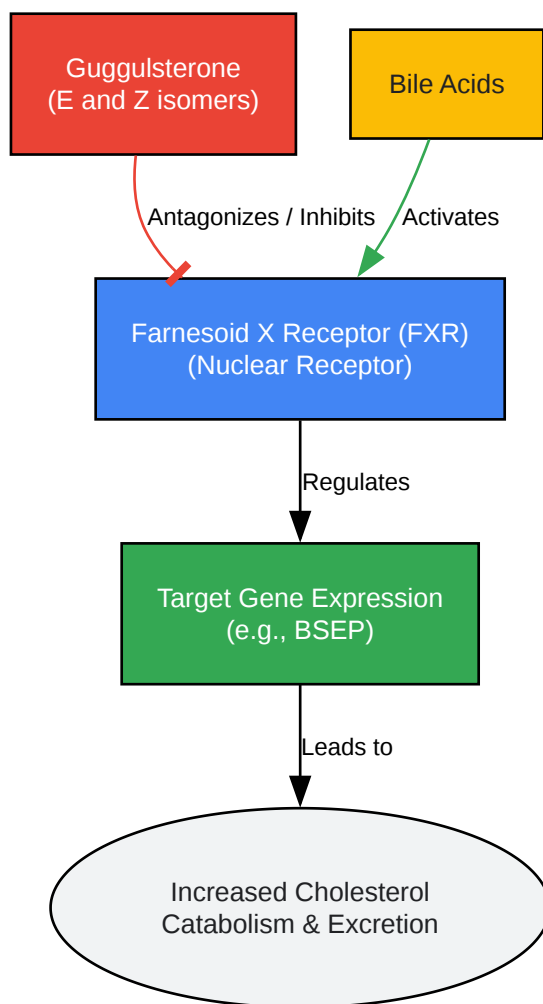 Guggulsterone
(E and Z isomers)
Bile Acids
Antagonizes / Inhibits
Activates
Farnesoid X Receptor (FXR)
(Nuclear Receptor)
Regulates
Target Gene Expression
(e.g., BSEP)
Leads to
Increased Cholesterol
Catabolism & Excretion